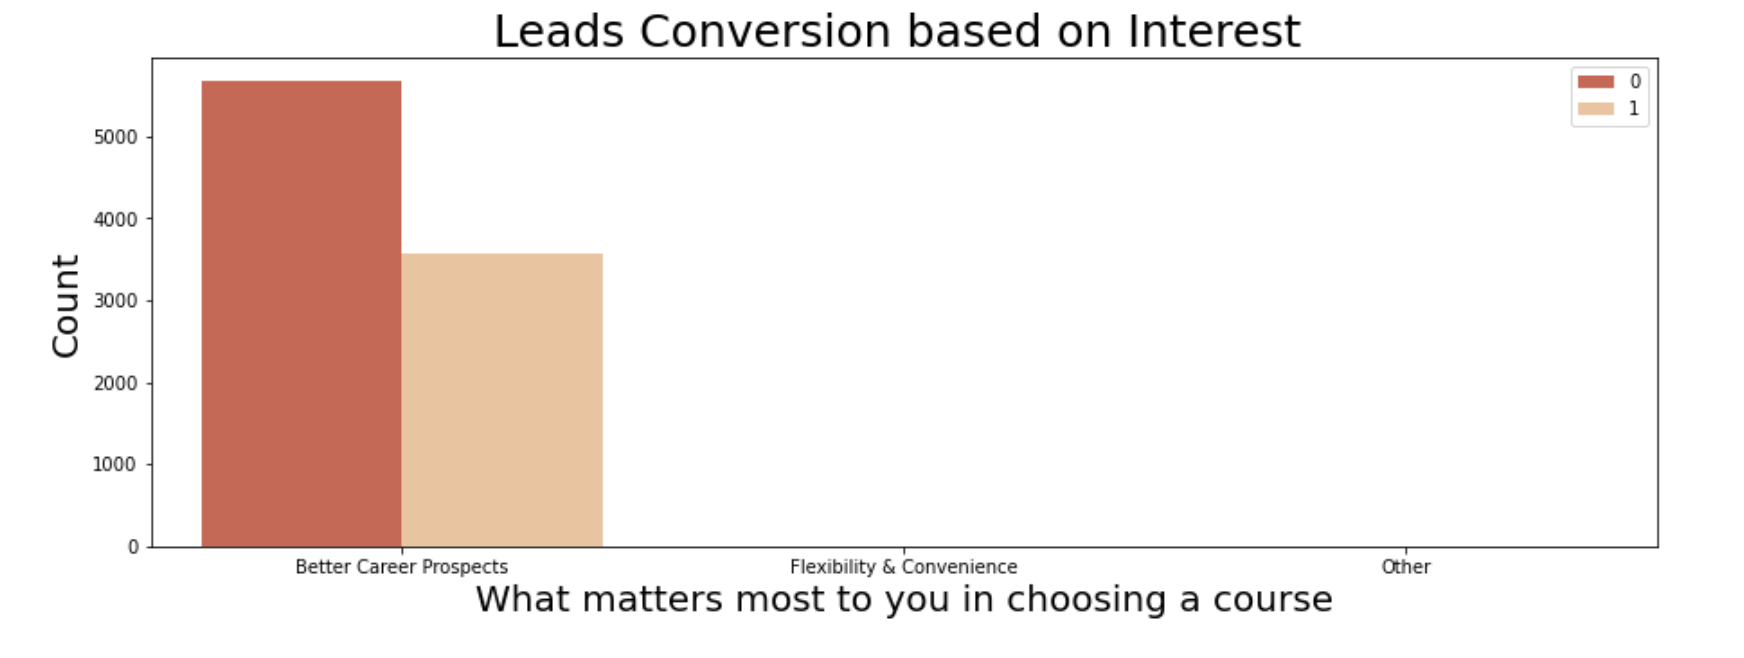 Leads Conversion based on Interest
0
1
5000
4000
3000
2000
1000
0
Count
Better Career Prospects
Flexibility & Convenience
Other
What matters most to you in choosing a course